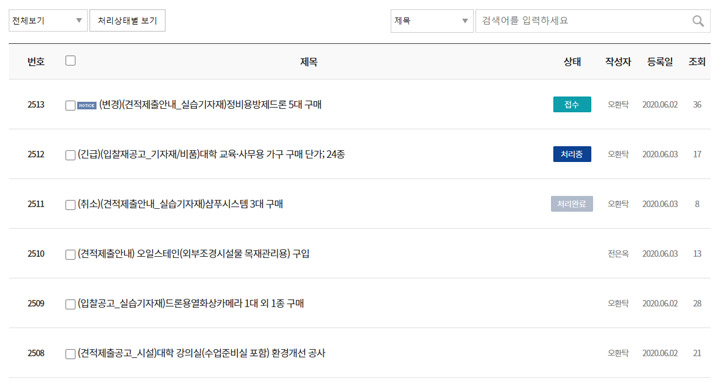 전체보기 처리상태별 보기 제목 검색어를 입력하세요
번호 제목 상태 작성자 등록일 조회
2513 NOTICE (변경)(견적제출안내_실습기자재)정비용방제드론 5대 구매 접수 오환탁 2020.06.02 36
2512 (긴급)(입찰재공고_기자재/비품)대학 교육·사무용 가구 구매 단가; 24종 처리중 오환탁 2020.06.03 17
2511 (취소)(견적제출안내_실습기자재)샴푸시스템 3대 구매 처리완료 오환탁 2020.06.03 8
2510 (견적제출안내) 오일스테인(외부조경시설물 목재관리용) 구입 전은옥 2020.06.03 13
2509 (입찰공고_실습기자재)드론용열화상카메라 1대 외 1종 구매 오환탁 2020.06.02 28
2508 (견적제출공고_시설)대학 강의실(수업준비실 포함) 환경개선 공사 오환탁 2020.06.02 21